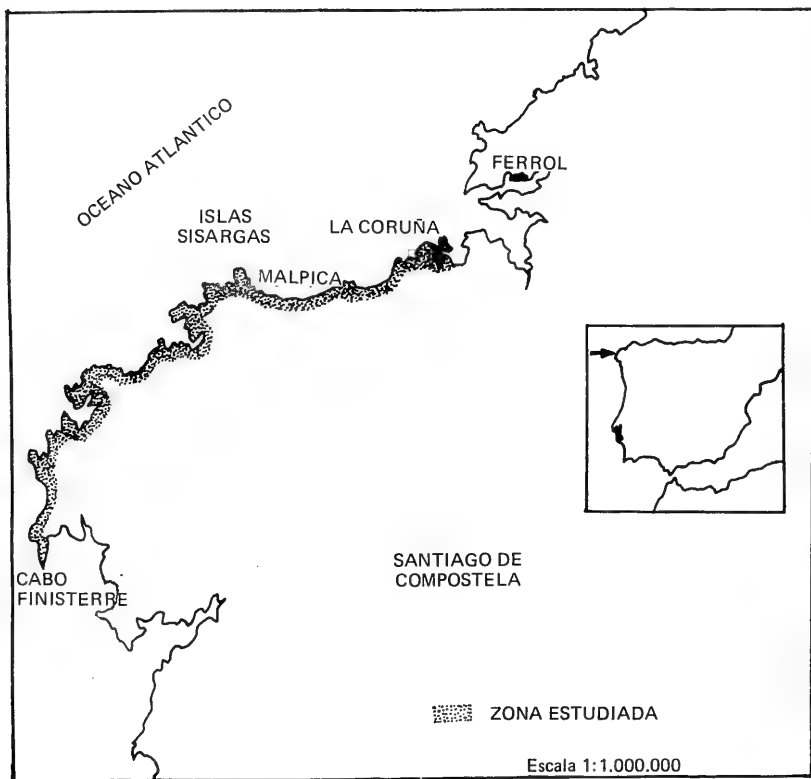 FERROL
OCEANO ATLANTICO
ISLAS
SISARGAS
LA CORUÑA
MALPICA
SANTIAGO DE
COMPOSTELA
CABO
FINISTERRE
ZONA ESTUDIADA
Escala 1:1.000.000